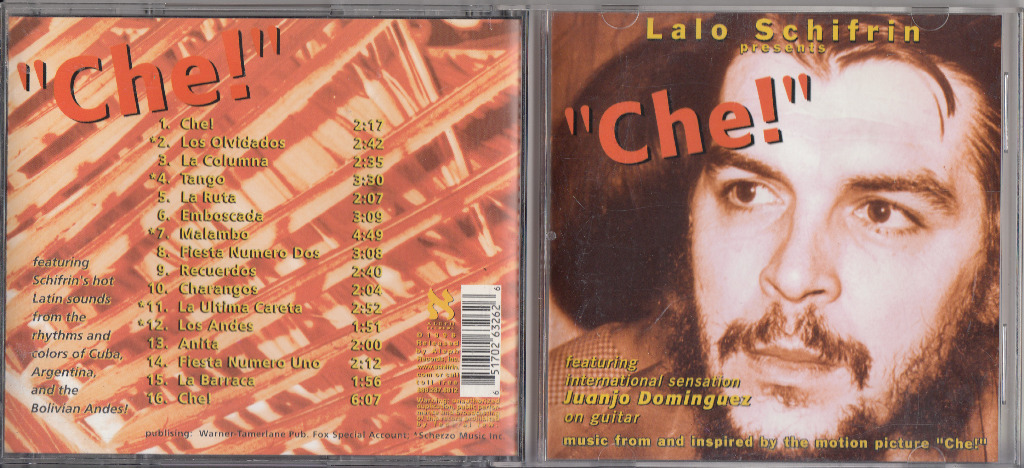 "Che!"
1. Che! 2:17
*2. Los Olvidados 2:42
3. La Columna 2:35
*4. Tango 3:30
5. La Ruta 2:07
6. Emboscada 3:09
*7. Malambo 4:49
8. Fiesta Numero Dos 3:08
9. Recuerdos 2:40
10. Charangos 2:04
*11. La Ultima Careta 2:52
*12. Los Andes 1:51
13. Anita 2:00
14. Fiesta Numero Uno 2:12
15. La Barraca 1:56
16. Che! 6:07
featuring
Schifrin's hot
Latin sounds
from the
rhythms and
colors of Cuba,
Argentina,
and the
Bolivian Andes!
Released
6 51702 63262 6
publising: Warner-Tamerlane Pub. Fox Special Account; *Scherzo Music Inc
Lalo Schifrin
presents
"Che!"
featuring
international sensation
Juanjo Dominguez
on guitar
music from and inspired by the motion picture "Che!"